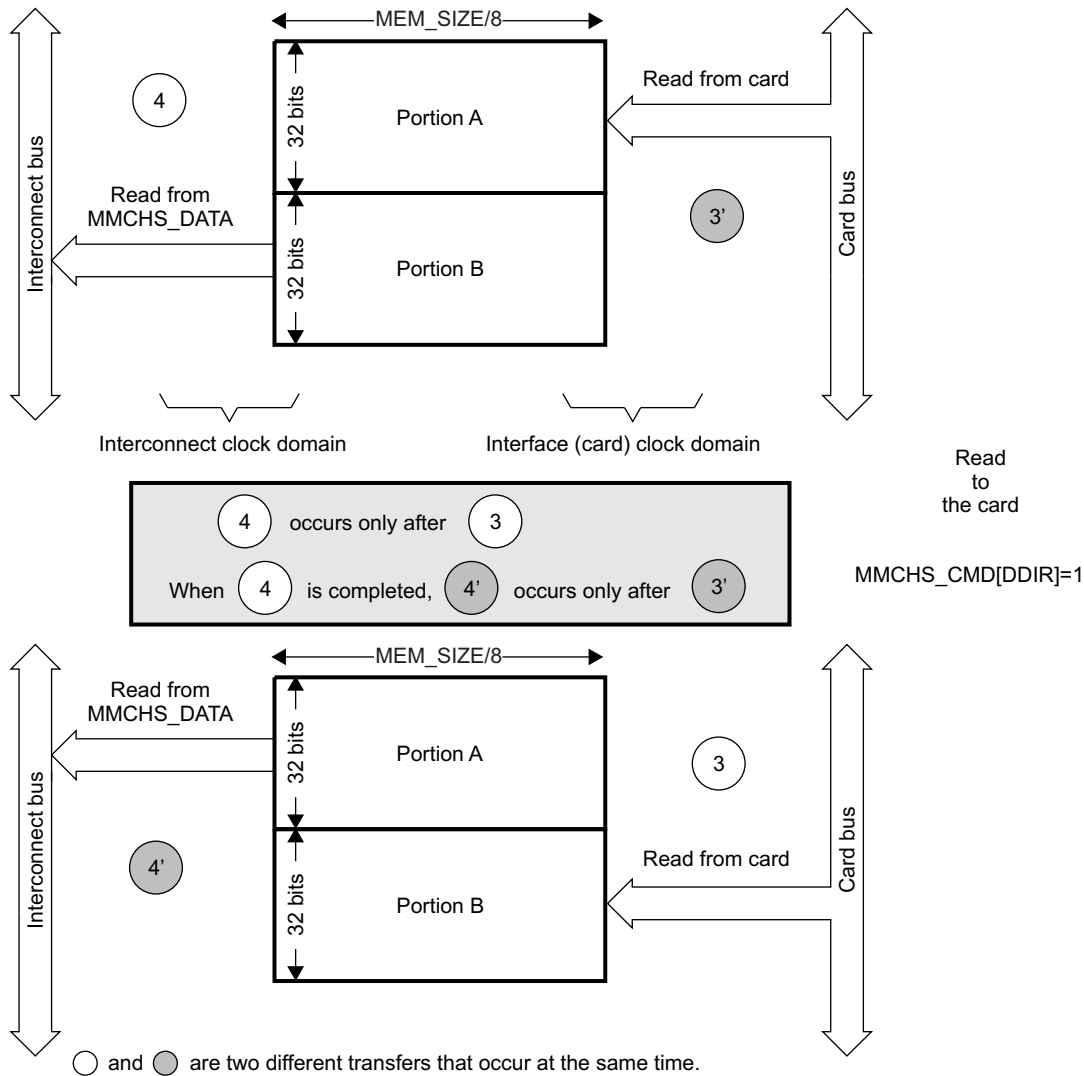 MEM_SIZE/8
Interconnect bus
4
32 bits
Portion A
Read from card
Card bus
Read from
MMCHS_DATA
3’
32 bits
Portion B
Interconnect clock domain
Interface (card) clock domain
Read
to
the card
4 occurs only after 3
When 4 is completed, 4’ occurs only after 3’
MMCHS_CMD[DDIR]=1
MEM_SIZE/8
Interconnect bus
Read from
MMCHS_DATA
32 bits
Portion A
3
Card bus
4’
32 bits
Portion B
Read from card
and are two different transfers that occur at the same time.